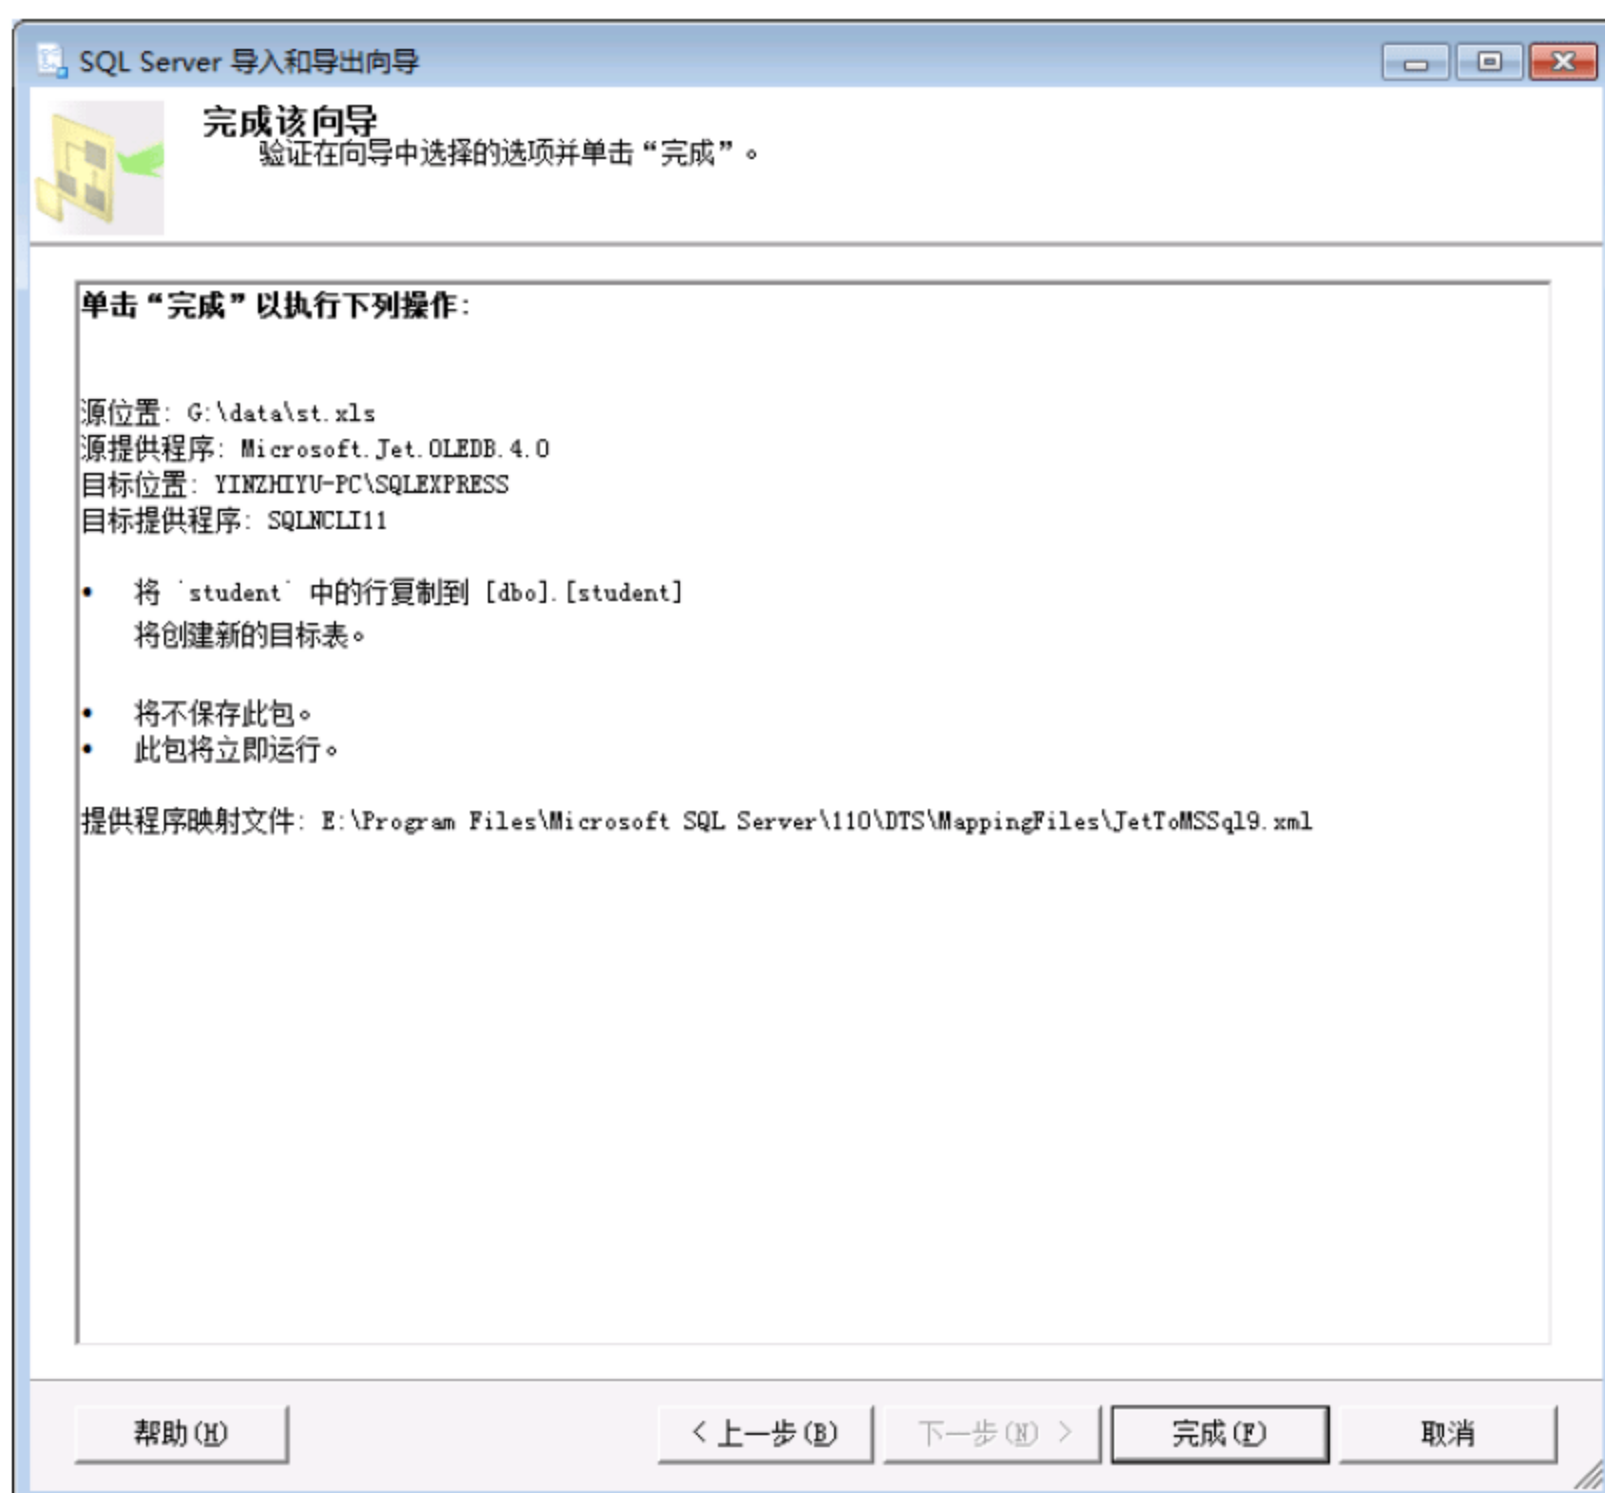 SQL Server 导入和导出向导
完成该向导
验证在向导中选择的选项并单击“完成”。
单击“完成”以执行下列操作:
源位置: G:\data\st.xls
源提供程序: Microsoft.Jet.OLEDB.4.0
目标位置: YINZHIYU-PC\SQLEXPRESS
目标提供程序: SQLNCLI11
• 将 `student` 中的行复制到 [dbo].[student]
将创建新的目标表。
• 将不保存此包。
• 此包将立即运行。
提供程序映射文件: E:\Program Files\Microsoft SQL Server\110\DTS\MappingFiles\JetToMSSql9.xml
帮助(H) < 上一步(B) 下一步(N) > 完成(F) 取消